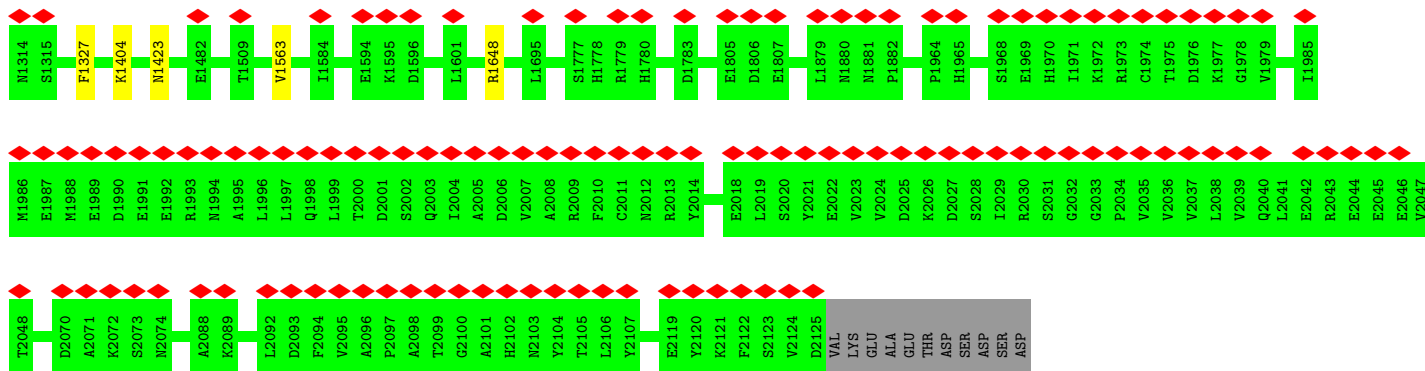 N1314 S1315 F1327 K1404 N1423 E1482 T1509 V1563 I1584 E1594 K1595 D1596 L1601 R1648 L1695 S1777 H1778 R1779 H1780 D1783 E1805 D1806 E1807 L1879 N1880 N1881 P1882 P1964 H1965 S1968 E1969 H1970 I1971 K1972 R1973 C1974 T1975 D1976 K1977 G1978 V1979 I1985
M1986 E1987 M1988 E1989 D1990 E1991 E1992 R1993 N1994 A1995 L1996 L1997 Q1998 L1999 T2000 D2001 S2002 Q2003 I2004 A2005 D2006 V2007 A2008 R2009 F2010 C2011 N2012 R2013 Y2014 E2018 L2019 S2020 Y2021 E2022 V2023 V2024 D2025 K2026 D2027 S2028 I2029 R2030 S2031 G2032 G2033 P2034 V2035 V2036 V2037 L2038 V2039 Q2040 L2041 E2042 R2043 E2044 E2045 E2046 V2047
T2048 D2070 A2071 K2072 S2073 N2074 A2088 K2089 L2092 D2093 F2094 V2095 A2096 P2097 A2098 T2099 G2100 A2101 H2102 N2103 Y2104 T2105 L2106 Y2107 E2119 Y2120 K2121 F2122 S2123 V2124 D2125 VAL LYS GLU ALA GLU THR ASP SER ASP SER ASP